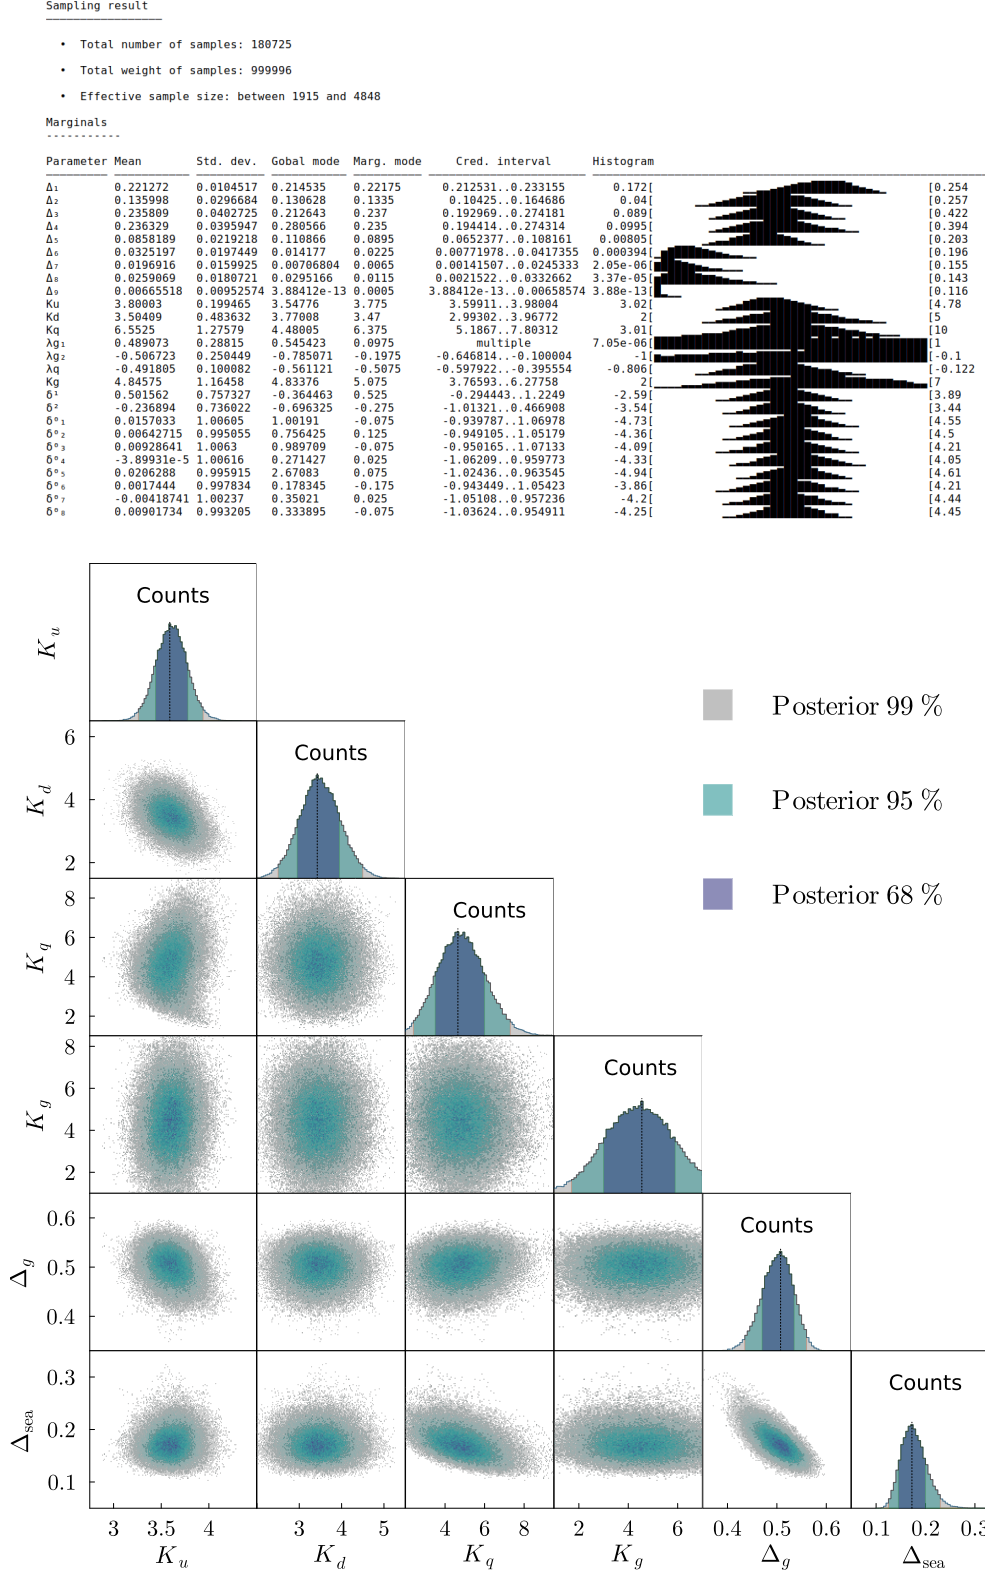 Sampling result
• Total number of samples: 180725
• Total weight of samples: 999996
• Effective sample size: between 1915 and 4848
Marginals
-----------
Parameter Mean Std. dev. Gobal mode Marg. mode Cred. interval Histogram
Δ₁ 0.221272 0.0104517 0.214535 0.22175 0.212531..0.233155 0.172[ [0.254
Δ₂ 0.135998 0.0296684 0.130628 0.1335 0.10425..0.164686 0.04[ [0.257
Δ₃ 0.235809 0.0402725 0.212643 0.237 0.192969..0.274181 0.089[ [0.422
Δ₄ 0.236329 0.0395947 0.280566 0.235 0.194414..0.274314 0.0995[ [0.394
Δ₅ 0.0858189 0.0219218 0.110866 0.0895 0.0652377..0.108161 0.00805[ [0.203
Δ₆ 0.0325197 0.0197449 0.014177 0.0225 0.00771978..0.0417355 0.000394[ [0.196
Δ₇ 0.0196916 0.0159925 0.00706804 0.0065 0.00141507..0.0245333 2.05e-06[ [0.155
Δ₈ 0.0259069 0.0180721 0.0295166 0.0115 0.0021522..0.0332662 3.37e-05[ [0.143
Δ₉ 0.00665518 0.00952574 3.88412e-13 0.0005 3.88412e-13..0.00658574 3.88e-13[ [0.116
Ku 3.80003 0.199465 3.54776 3.775 3.59911..3.98004 3.02[ [4.78
Kd 3.50409 0.483632 3.77008 3.47 2.99302..3.96772 2[ [5
Kq 6.5525 1.27579 4.48005 6.375 5.1867..7.80312 3.01[ [10
λg₁ 0.489073 0.28815 0.545423 0.0975 multiple 7.05e-06[ [1
λg₂ -0.506723 0.250449 -0.785071 -0.1975 -0.646814..-0.100004 -1[ [-0.1
λq -0.491805 0.100082 -0.561121 -0.5075 -0.597922..-0.395554 -0.806[ [-0.122
Kg 4.84575 1.16458 4.83376 5.075 3.76593..6.27758 2[ [7
δ¹ 0.501562 0.757327 -0.364463 0.525 -0.294443..1.2249 -2.59[ [3.89
δ² -0.236894 0.736022 -0.696325 -0.275 -1.01321..0.466908 -3.54[ [3.44
δ⁰₁ 0.0157033 1.00605 1.00191 -0.075 -0.939787..1.06978 -4.73[ [4.55
δ⁰₂ 0.00642715 0.995055 0.756425 0.125 -0.949105..1.05179 -4.36[ [4.5
δ⁰₃ 0.00928641 1.0063 0.989709 -0.075 -0.950165..1.07133 -4.09[ [4.21
δ⁰₄ -3.89931e-5 1.00616 0.271427 0.025 -1.06209..0.959773 -4.33[ [4.05
δ⁰₅ 0.0206288 0.995915 2.67083 0.075 -1.02436..0.963545 -4.94[ [4.61
δ⁰₆ 0.0017444 0.997834 0.178345 -0.175 -0.943449..1.05423 -3.86[ [4.21
δ⁰₇ -0.00418741 1.00237 0.35021 0.025 -1.05108..0.957236 -4.2[ [4.44
δ⁰₈ 0.00901734 0.993205 0.333895 -0.075 -1.03624..0.954911 -4.25[ [4.45
Counts
K_u
Posterior 99 %
6
4
2
K_d
Counts
Posterior 95 %
8
6
4
2
K_q
Counts
Posterior 68 %
8
6
4
2
K_g
Counts
0.6
0.5
0.4
Δ_g
Counts
0.3
0.2
0.1
Δ_sea
Counts
3 3.5 4 3 4 5 4 6 8 2 4 6 0.4 0.5 0.6 0.1 0.2 0.3
K_u K_d K_q K_g Δ_g Δ_sea